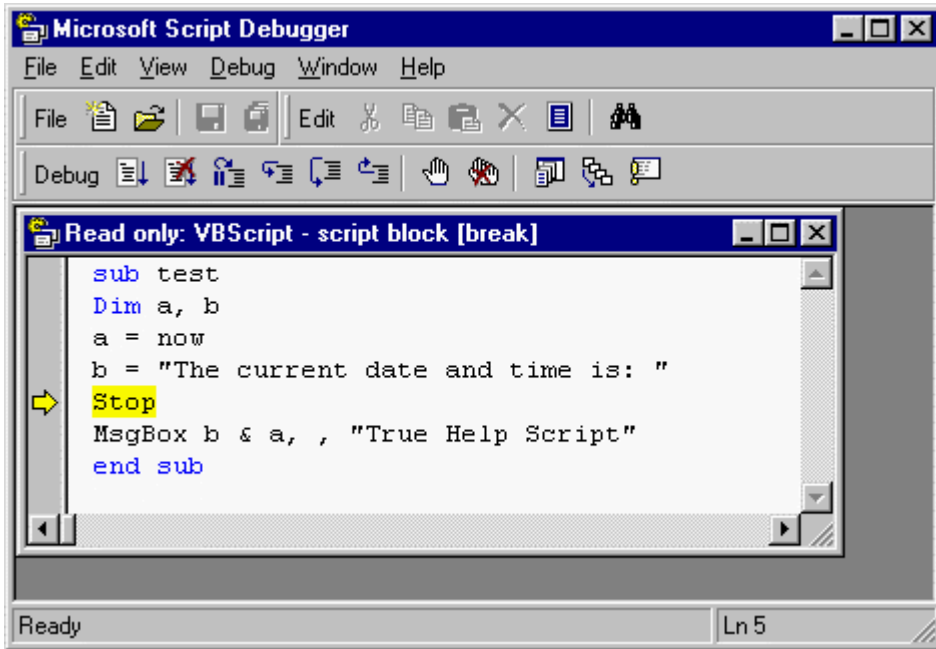 Microsoft Script Debugger
File Edit View Debug Window Help
File Edit
Debug
Read only: VBScript - script block [break]
sub test
Dim a, b
a = now
b = "The current date and time is: "
Stop
MsgBox b & a, , "True Help Script"
end sub
Ready Ln 5